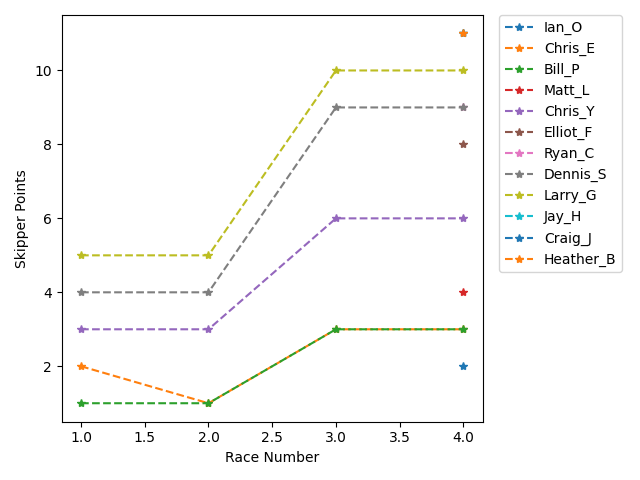 10
8
6
4
2
Skipper Points
1.0 1.5 2.0 2.5 3.0 3.5 4.0
Race Number
Ian_O
Chris_E
Bill_P
Matt_L
Chris_Y
Elliot_F
Ryan_C
Dennis_S
Larry_G
Jay_H
Craig_J
Heather_B